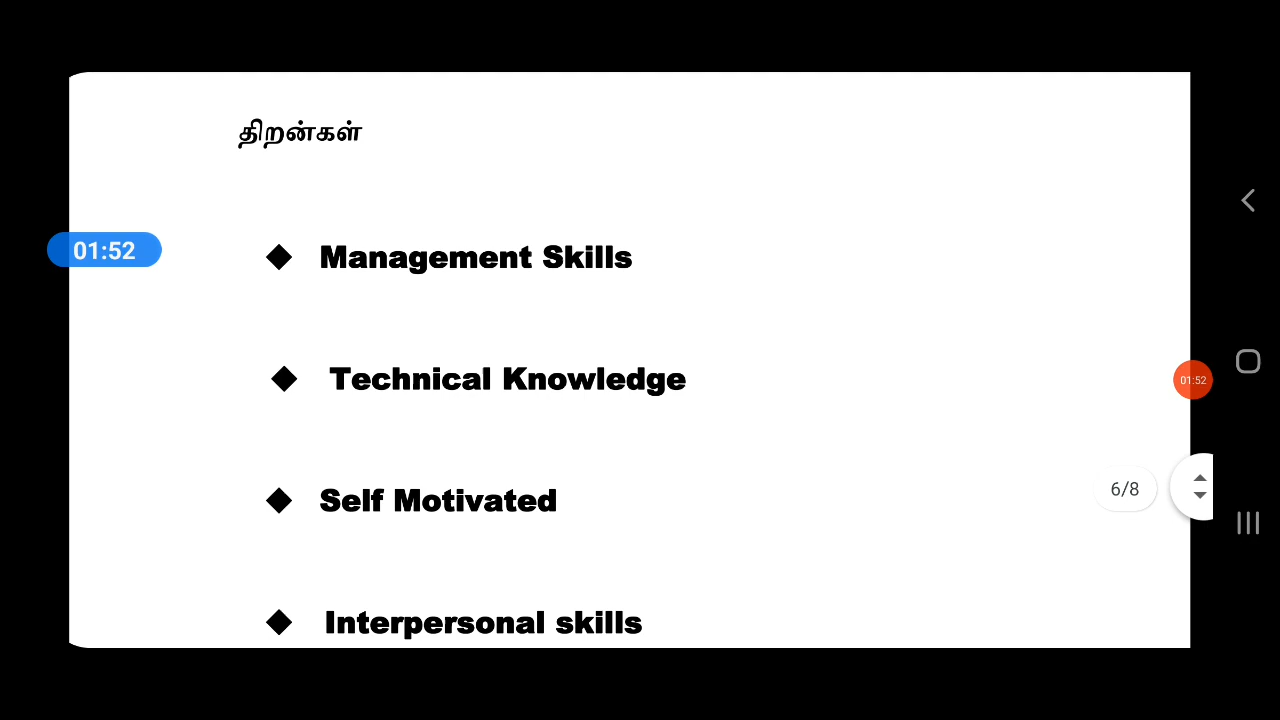 திறன்கள்
Management Skills
01:52
Technical Knowledge
01:52
6/8
Self Motivated
Interpersonal skills